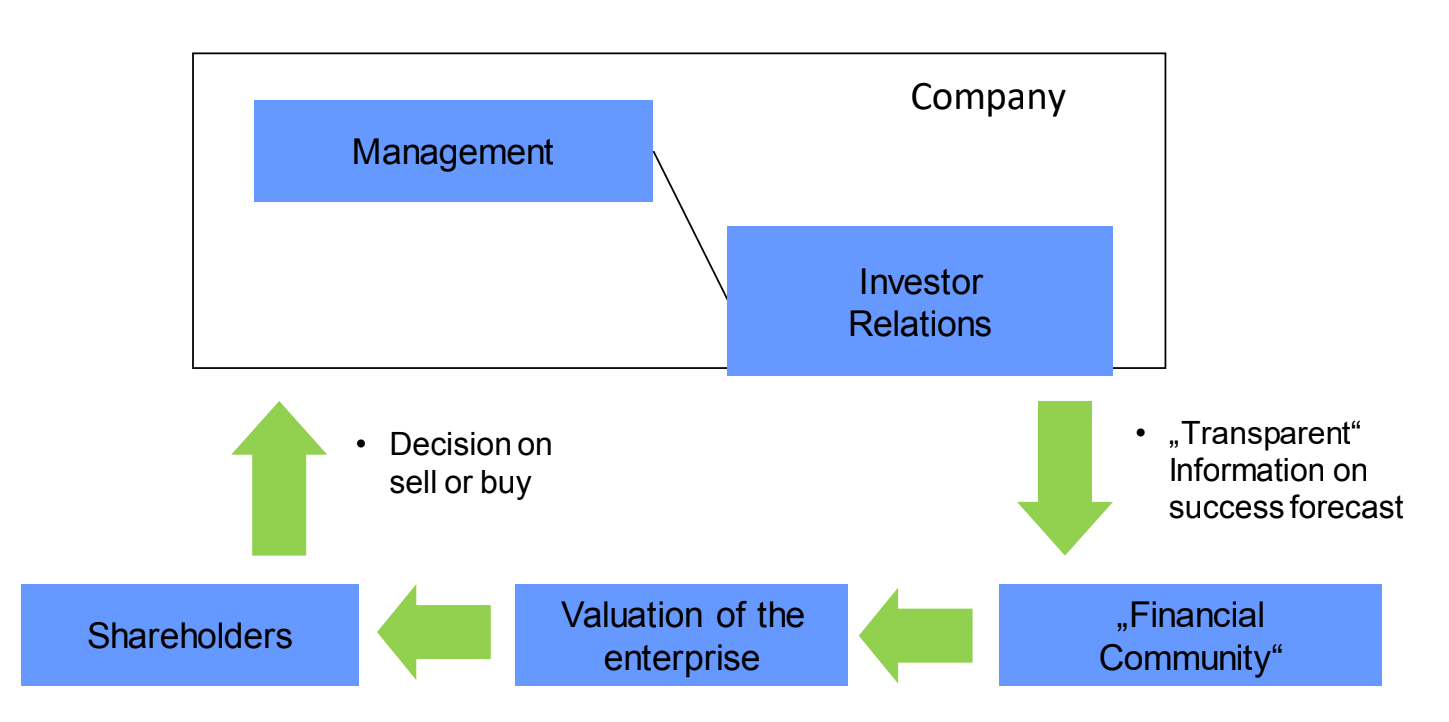 Company
Management
Investor
Relations
• Decision on
sell or buy
• „Transparent“
Information on
success forecast
Shareholders
Valuation of the
enterprise
„Financial
Community“